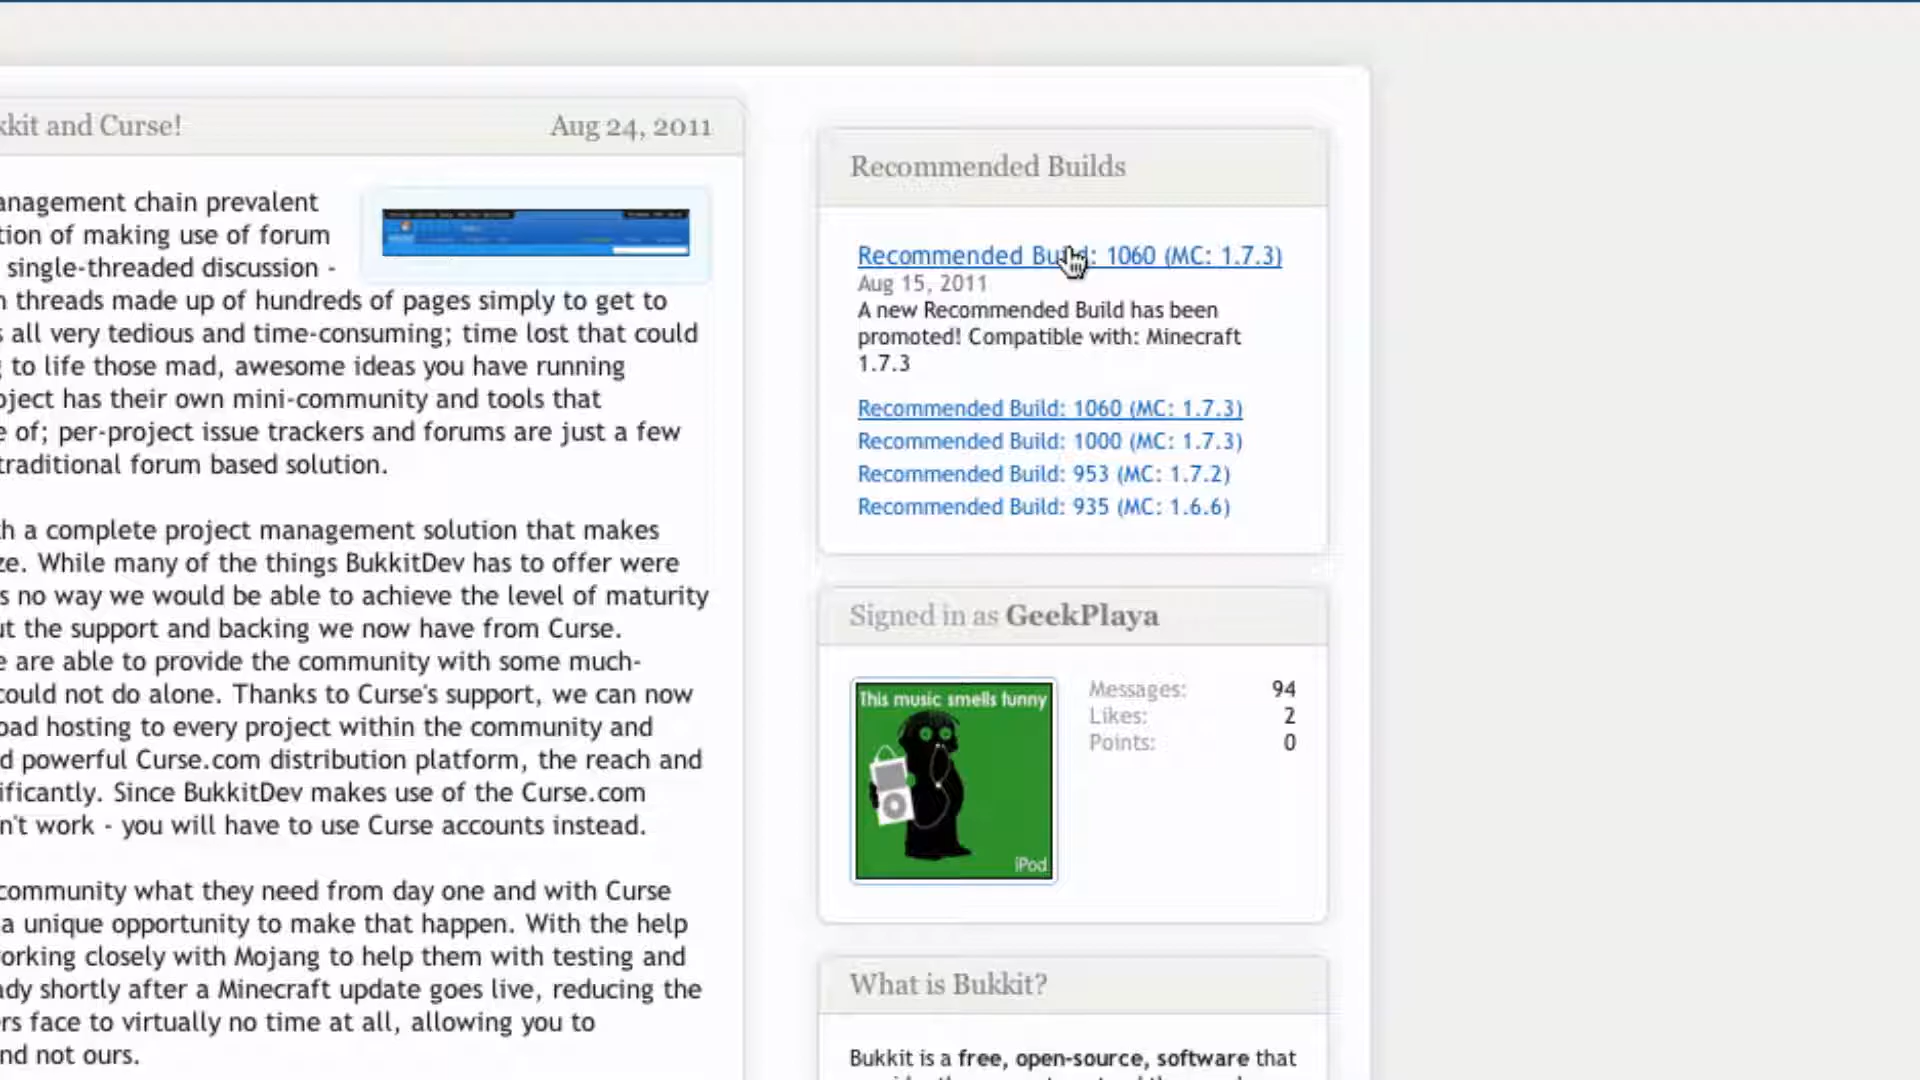 kkit and Curse!
Aug 24, 2011
anagement chain prevalent
tion of making use of forum
single-threaded discussion -
n threads made up of hundreds of pages simply to get to
s all very tedious and time-consuming; time lost that could
g to life those mad, awesome ideas you have running
oject has their own mini-community and tools that
e of; per-project issue trackers and forums are just a few
traditional forum based solution.
th a complete project management solution that makes
ze. While many of the things BukkitDev has to offer were
s no way we would be able to achieve the level of maturity
ut the support and backing we now have from Curse.
e are able to provide the community with some much-
could not do alone. Thanks to Curse's support, we can now
oad hosting to every project within the community and
d powerful Curse.com distribution platform, the reach and
ificantly. Since BukkitDev makes use of the Curse.com
n't work - you will have to use Curse accounts instead.
community what they need from day one and with Curse
a unique opportunity to make that happen. With the help
orking closely with Mojang to help them with testing and
ady shortly after a Minecraft update goes live, reducing the
rs face to virtually no time at all, allowing you to
nd not ours.
Recommended Builds
Recommended Build: 1060 (MC: 1.7.3)
Aug 15, 2011
A new Recommended Build has been
promoted! Compatible with: Minecraft
1.7.3
Recommended Build: 1060 (MC: 1.7.3)
Recommended Build: 1000 (MC: 1.7.3)
Recommended Build: 953 (MC: 1.7.2)
Recommended Build: 935 (MC: 1.6.6)
Signed in as GeekPlaya
This music smells funny
iPod
Messages: 94
Likes: 2
Points: 0
What is Bukkit?
Bukkit is a free, open-source, software that